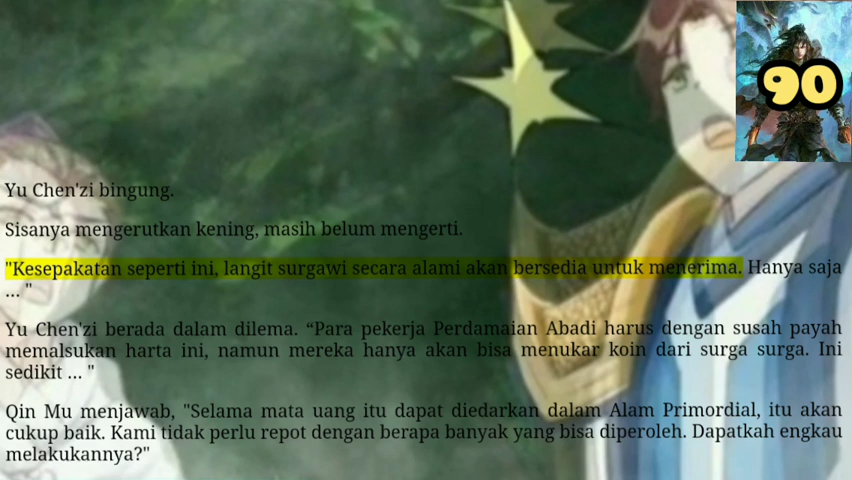 90
Yu Chen'zi bingung.
Sisanya mengerutkan kening, masih belum mengerti.
"Kesepakatan seperti ini, langit surgawi secara alami akan bersedia untuk menerima. Hanya saja
... "
Yu Chen'zi berada dalam dilema. “Para pekerja Perdamaian Abadi harus dengan susah payah
memalsukan harta ini, namun mereka hanya akan bisa menukar koin dari surga surga. Ini
sedikit ... "
Qin Mu menjawab, "Selama mata uang itu dapat diedarkan dalam Alam Primordial, itu akan
cukup baik. Kami tidak perlu repot dengan berapa banyak yang bisa diperoleh. Dapatkah engkau
melakukannya?"